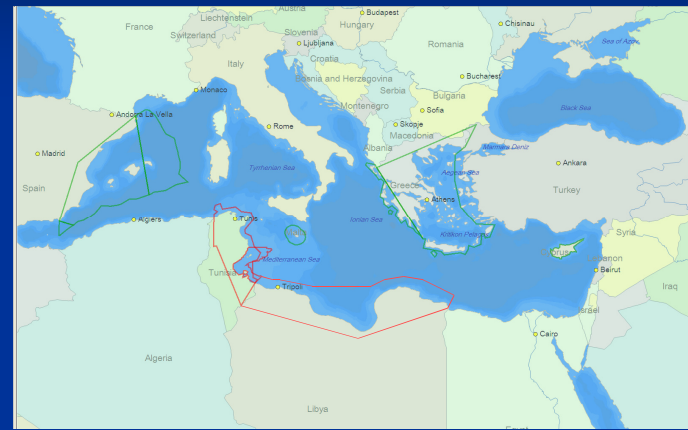 Austria
Budapest
Liechtenstein
Chisinau
France
Hungary
Slovenia
Switzerland
Ljubljana
Romania
Sea of Azov
Croatia
Italy
Bosnia and Herzegovina
Bucharest
Monaco
Serbia
Bulgaria
Montenegro
Black Sea
Andorra La Vella
Sofia
Rome
Skopje
Macedonia
Albania
Marmara Deniz
Madrid
Tyrrhenian Sea
Aegean Sea
Ankara
Spain
Greece
Turkey
Athens
Algiers
Tunis
Ionian Sea
Kritikon Pelagos
Syria
Mediterranean Sea
Lebanon
Tunisia
Beirut
Tripoli
Iraq
Israel
Cairo
Algeria
Libya
Egypt